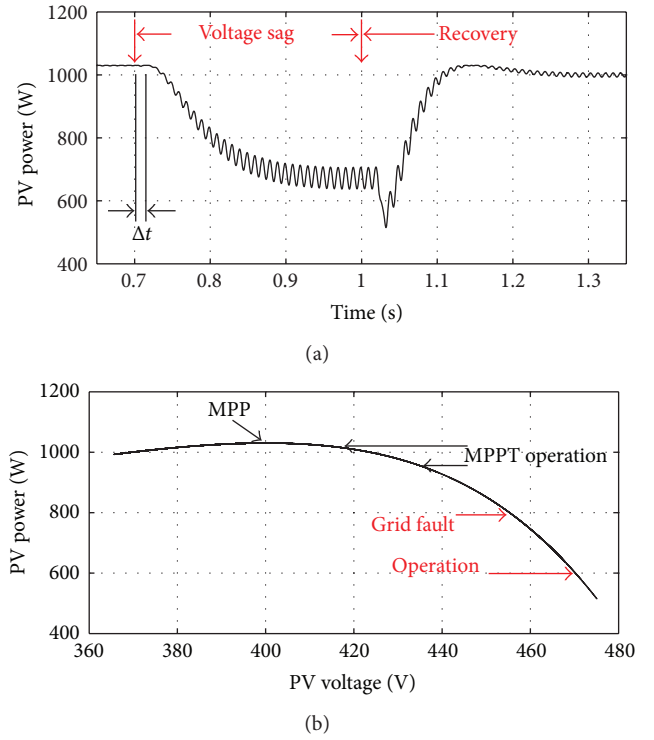 Voltage sag
Recovery
1200
1000
800
600
400
PV power (W)
Δt
0.7
0.8
0.9
1
1.1
1.2
1.3
Time (s)
(a)
1200
1000
800
600
400
PV power (W)
MPP
MPPT operation
Grid fault
Operation
360
380
400
420
440
460
480
PV voltage (V)
(b)